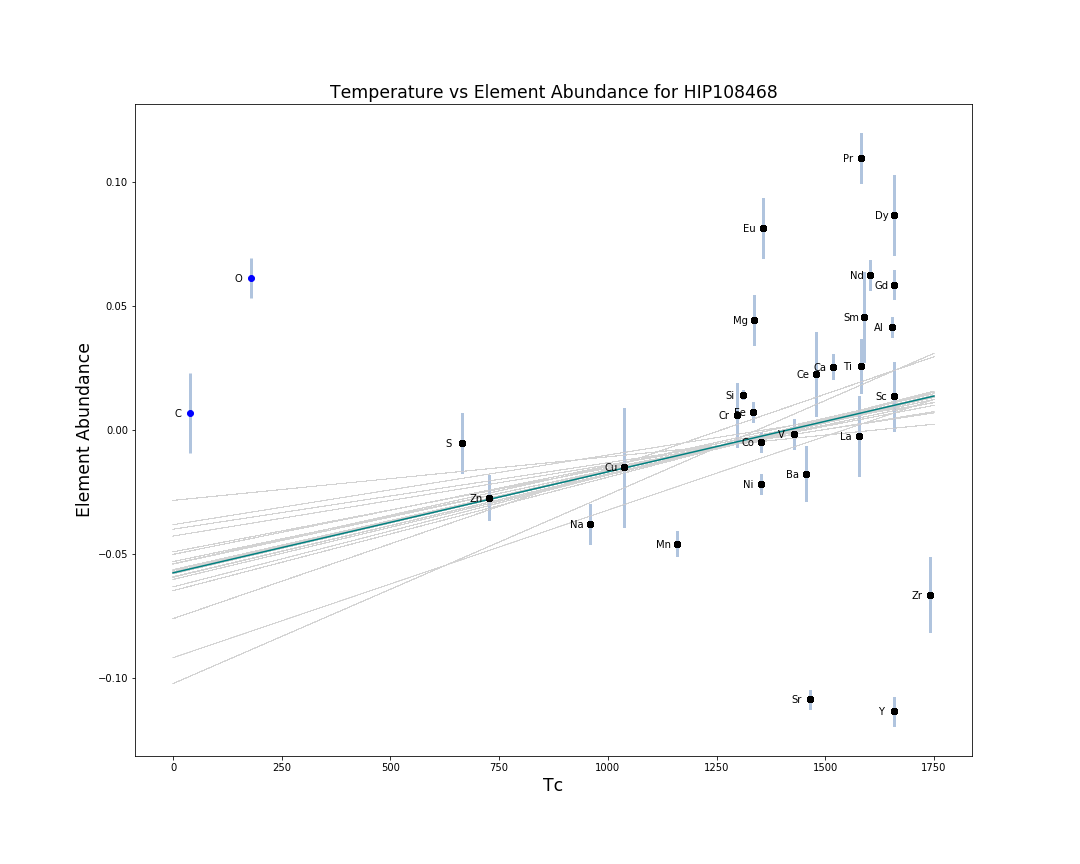 Temperature vs Element Abundance for HIP108468
Element Abundance
0.10
0.05
0.00
−0.05
−0.10
Pr
Dy
Eu
Nd
O
Gd
Sm
Mg
Al
Ca
Ti
Ce
Si
Sc
C
Cr
Fe
V
La
S
Co
Cu
Ba
Ni
Zn
Na
Mn
Zr
Sr
Y
0
250
500
750
1000
1250
1500
1750
Tc